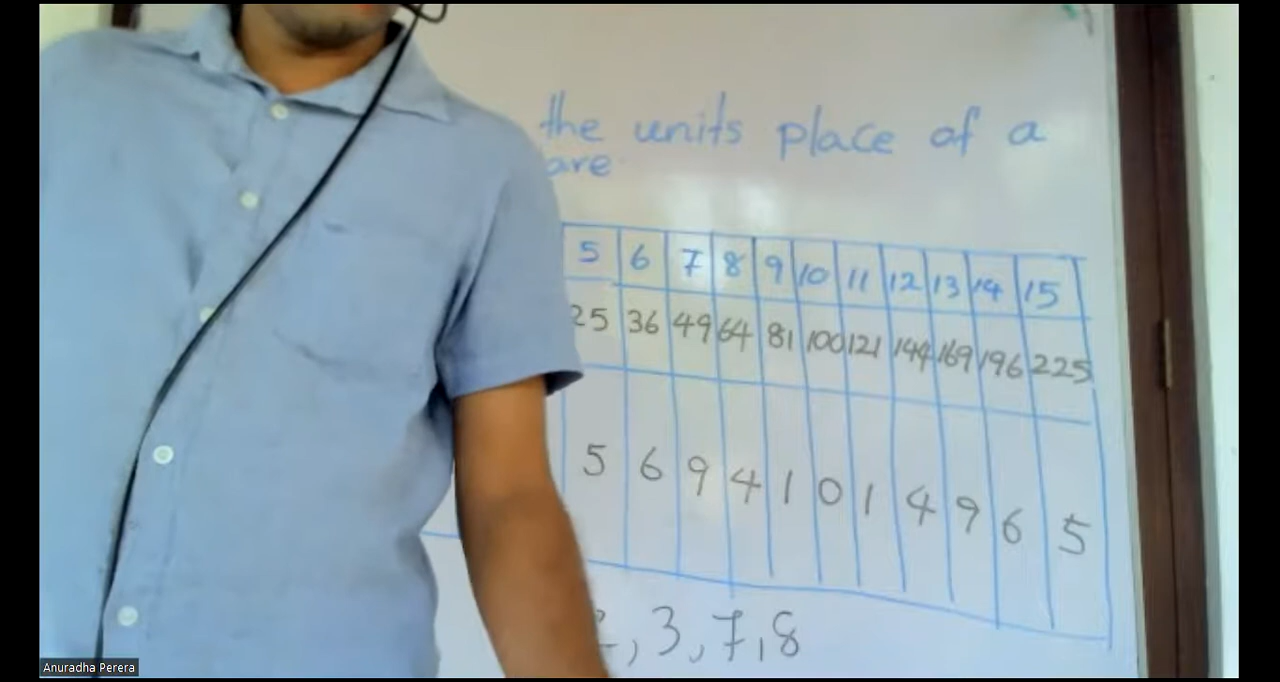 the units place of a
are
5 6 7 8 9 10 11 12 13 14 15
25 36 49 64 81 100 121 144 169 196 225
5 6 9 4 1 0 1 4 9 6 5
, 3, 7, 8
Anuradha Perera